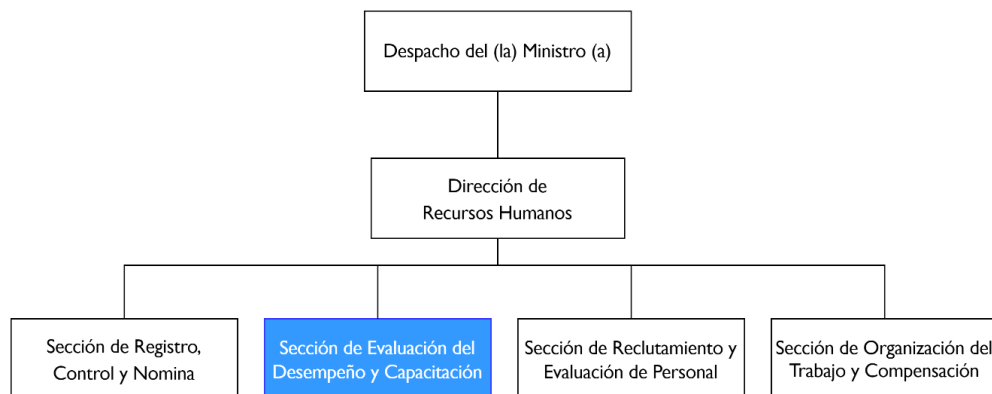 Despacho del (la) Ministro (a)
Dirección de
Recursos Humanos
Sección de Registro,
Control y Nomina
Sección de Evaluación del
Desempeño y Capacitación
Sección de Reclutamiento y
Evaluación de Personal
Sección de Organización del
Trabajo y Compensación